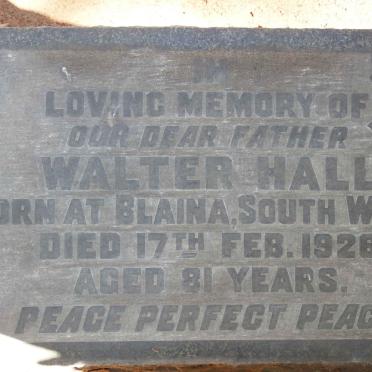 IN
LOVING MEMORY OF
OUR DEAR FATHER
WALTER HALL
ORN AT BLAINA, SOUTH W
DIED 17TH FEB. 1926
AGED 81 YEARS.
PEACE PERFECT PEAC